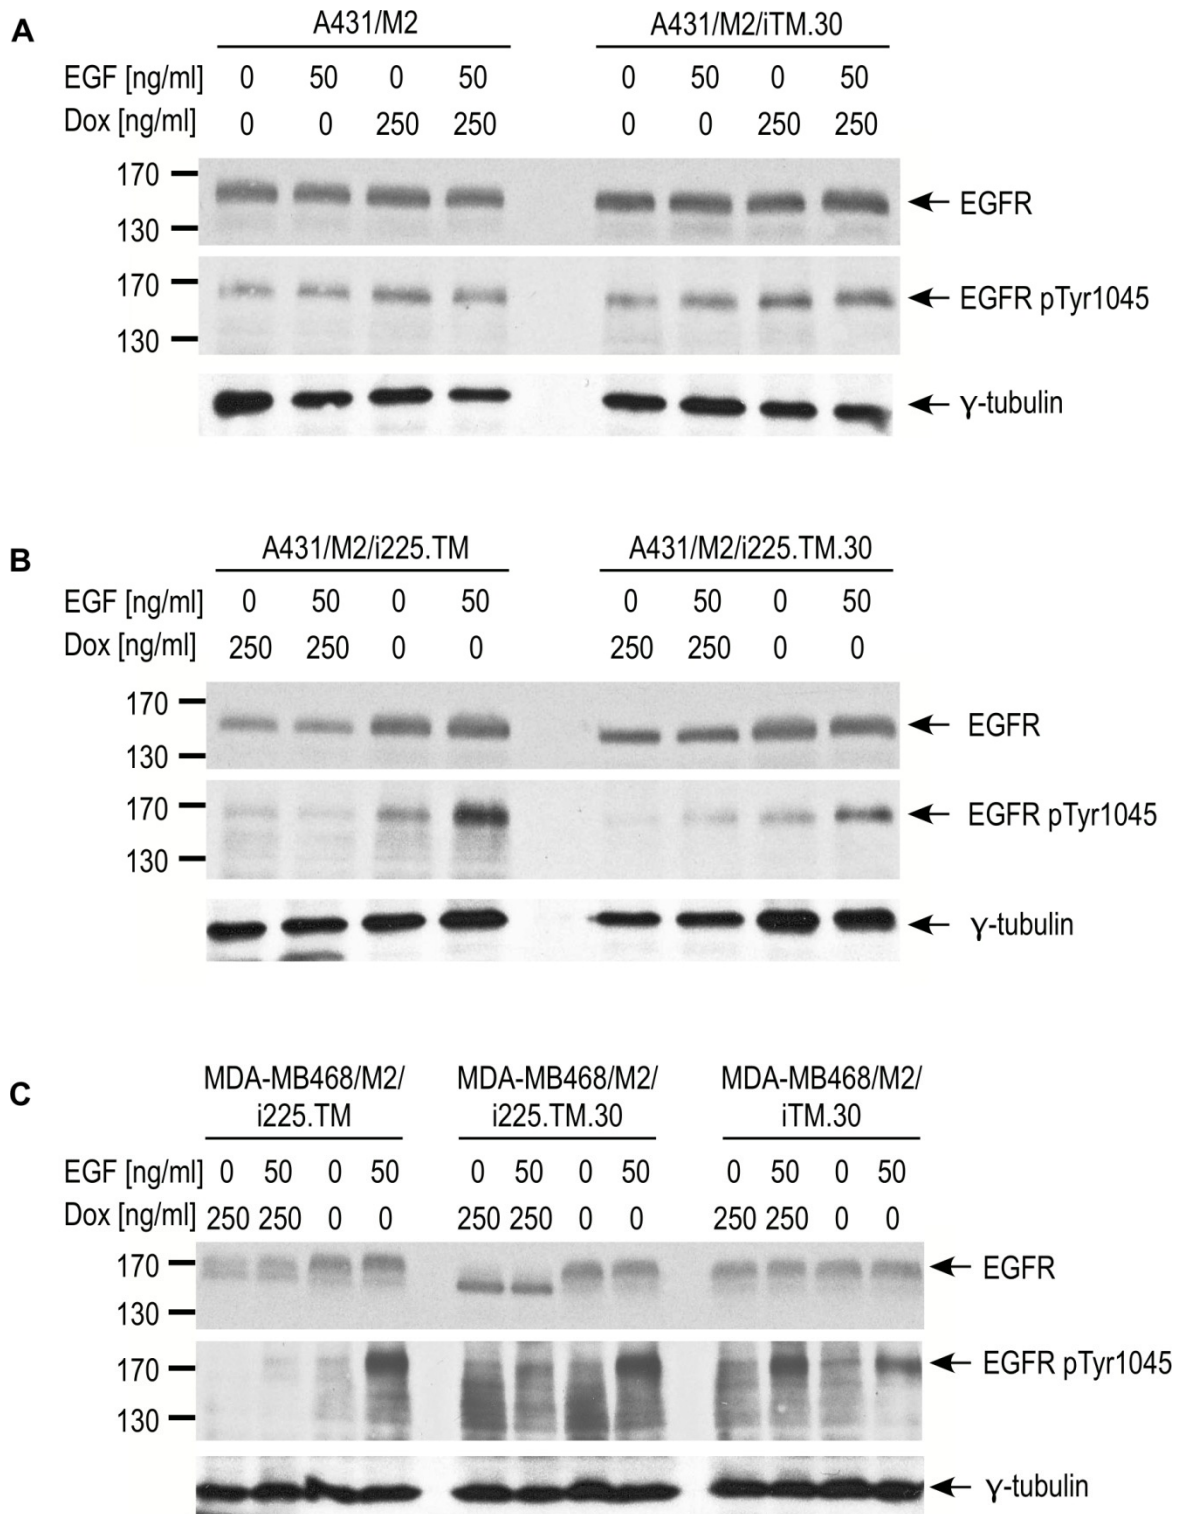 A
A431/M2 A431/M2/iTM.30
EGF [ng/ml] 0 50 0 50 0 50 0 50
Dox [ng/ml] 0 0 250 250 0 0 250 250
170
EGFR
130
170
EGFR pTyr1045
130
γ-tubulin
B
A431/M2/i225.TM A431/M2/i225.TM.30
EGF [ng/ml] 0 50 0 50 0 50 0 50
Dox [ng/ml] 250 250 0 0 250 250 0 0
170
EGFR
130
170
EGFR pTyr1045
130
γ-tubulin
C
MDA-MB468/M2/ MDA-MB468/M2/ MDA-MB468/M2/
i225.TM i225.TM.30 iTM.30
EGF [ng/ml] 0 50 0 50 0 50 0 50 0 50 0 50
Dox [ng/ml] 250 250 0 0 250 250 0 0 250 250 0 0
170
EGFR
130
170
EGFR pTyr1045
130
γ-tubulin